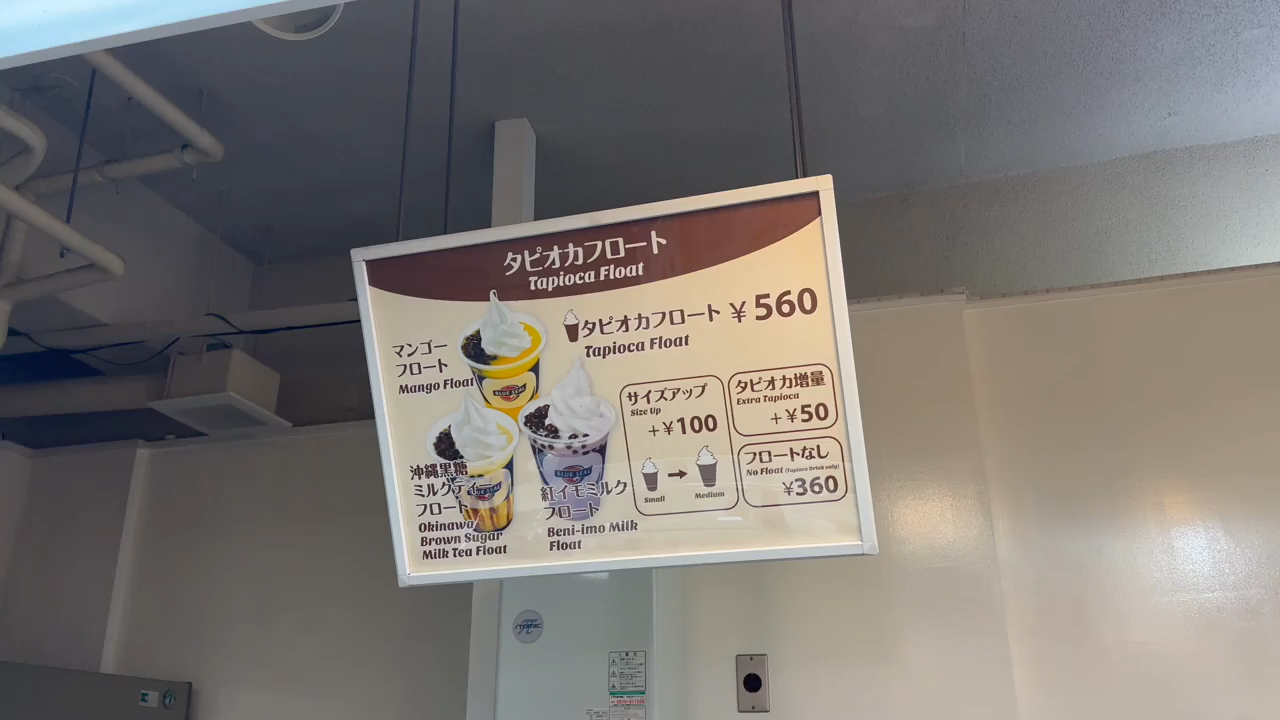 タピオカフロート
Tapioca Float
タピオカフロート ¥560
Tapioca Float
マンゴー
フロート
Mango Float
BLUE SEAL
サイズアップ
Size Up
+¥100
Small
Medium
タピオカ増量
Extra Tapioca
+¥50
フロートなし
No Float (Tapioca Drink only)
¥360
沖縄黒糖
ミルクティー
フロート
Okinawa
Brown Sugar
Milk Tea Float
BLUE SEAL
紅イモミルク
フロート
Beni-imo Milk
Float
ITOMIC